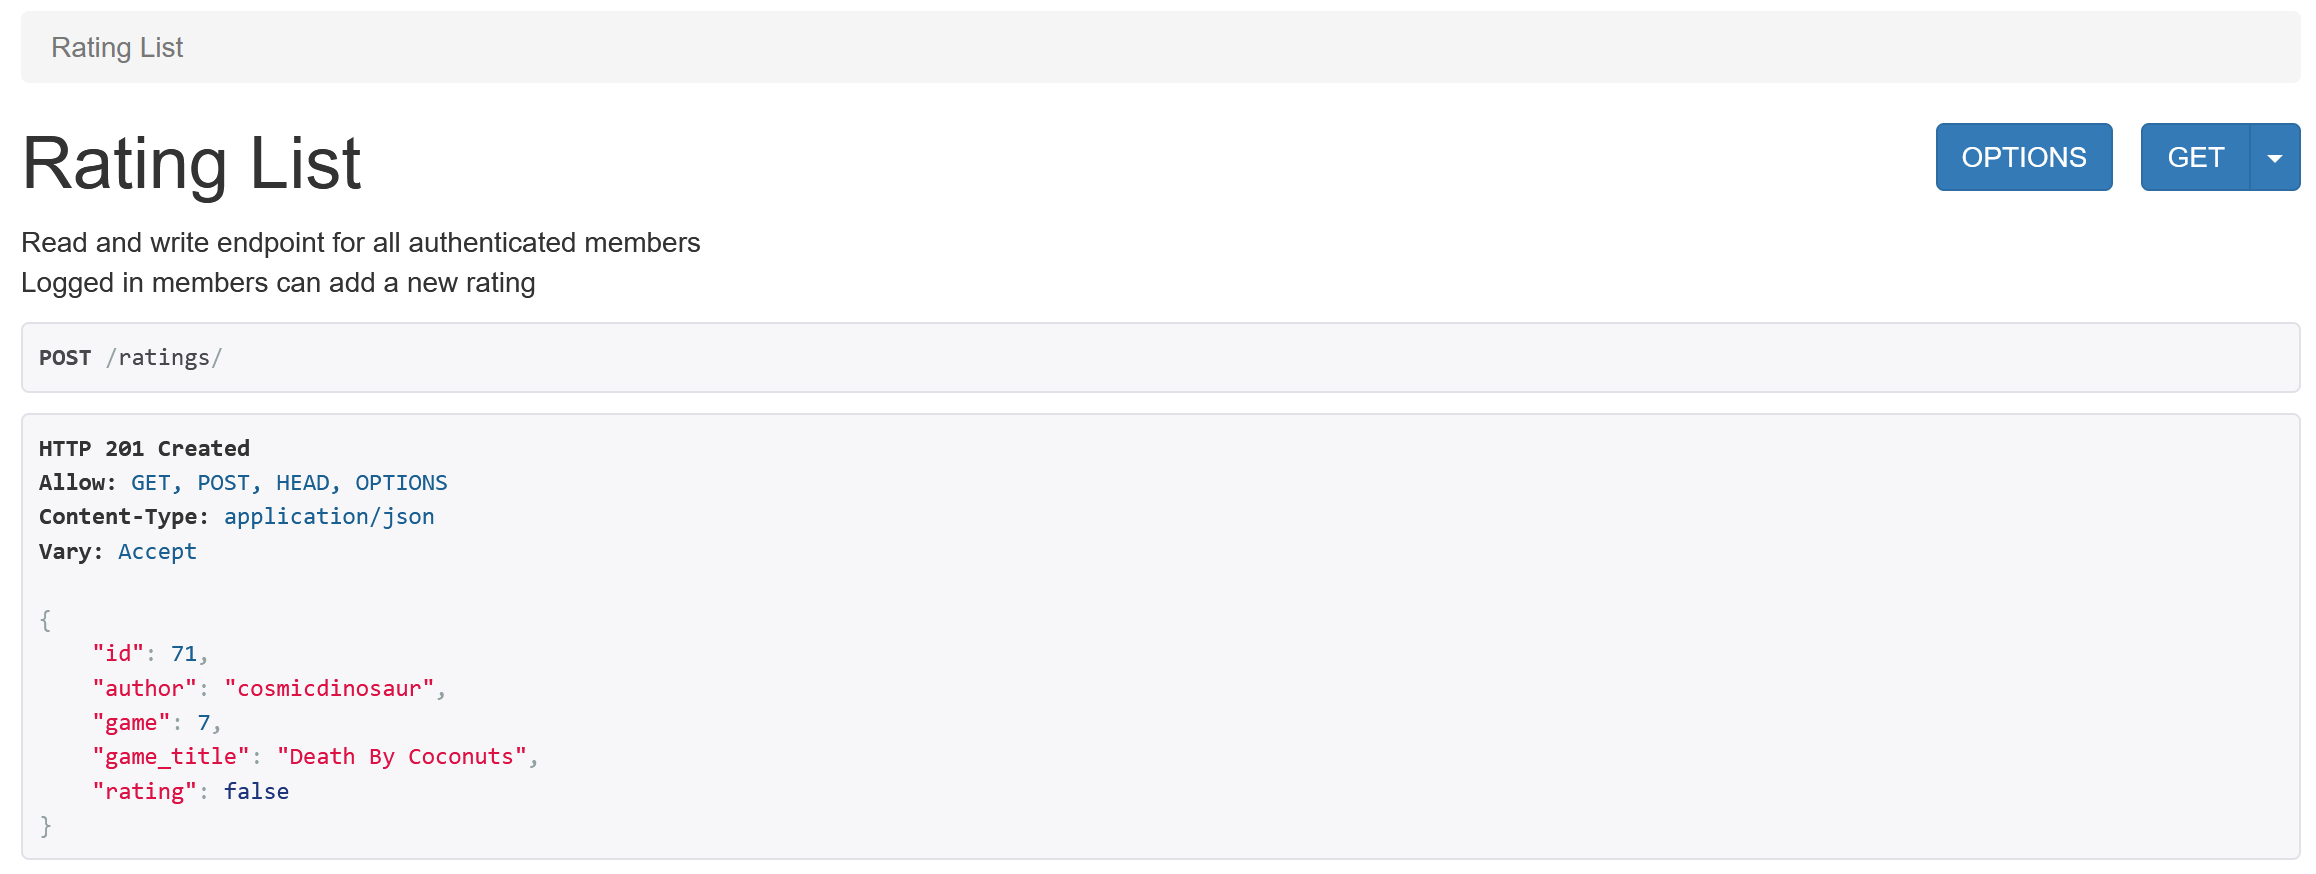 Rating List
Rating List
OPTIONS
GET
Read and write endpoint for all authenticated members
Logged in members can add a new rating
POST /ratings/
HTTP 201 Created
Allow: GET, POST, HEAD, OPTIONS
Content-Type: application/json
Vary: Accept
{
    "id": 71,
    "author": "cosmicdinosaur",
    "game": 7,
    "game_title": "Death By Coconuts",
    "rating": false
}